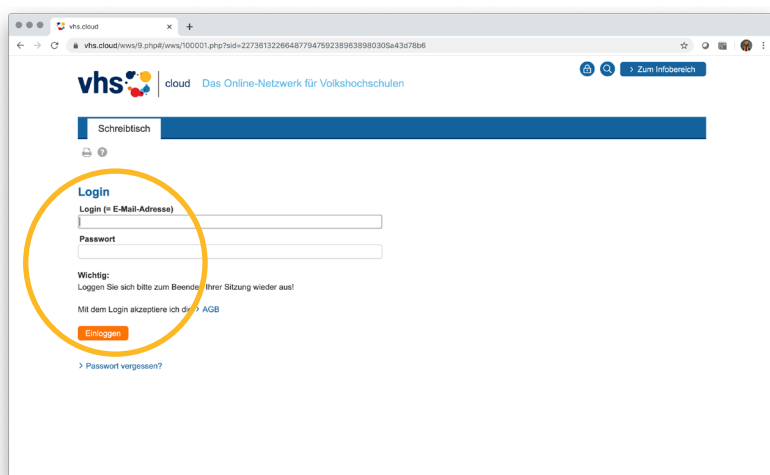 vhs.cloud
vhs.cloud/wws/9.php#/wws/100001.php?sid=22736132266487794759238963898030Sa43d78b6
vhs cloud Das Online-Netzwerk für Volkshochschulen
> Zum Infobereich
Schreibtisch
Login
Login (= E-Mail-Adresse)
Passwort
Wichtig:
Loggen Sie sich bitte zum Beenden Ihrer Sitzung wieder aus!
Mit dem Login akzeptiere ich die > AGB
Einloggen
> Passwort vergessen?